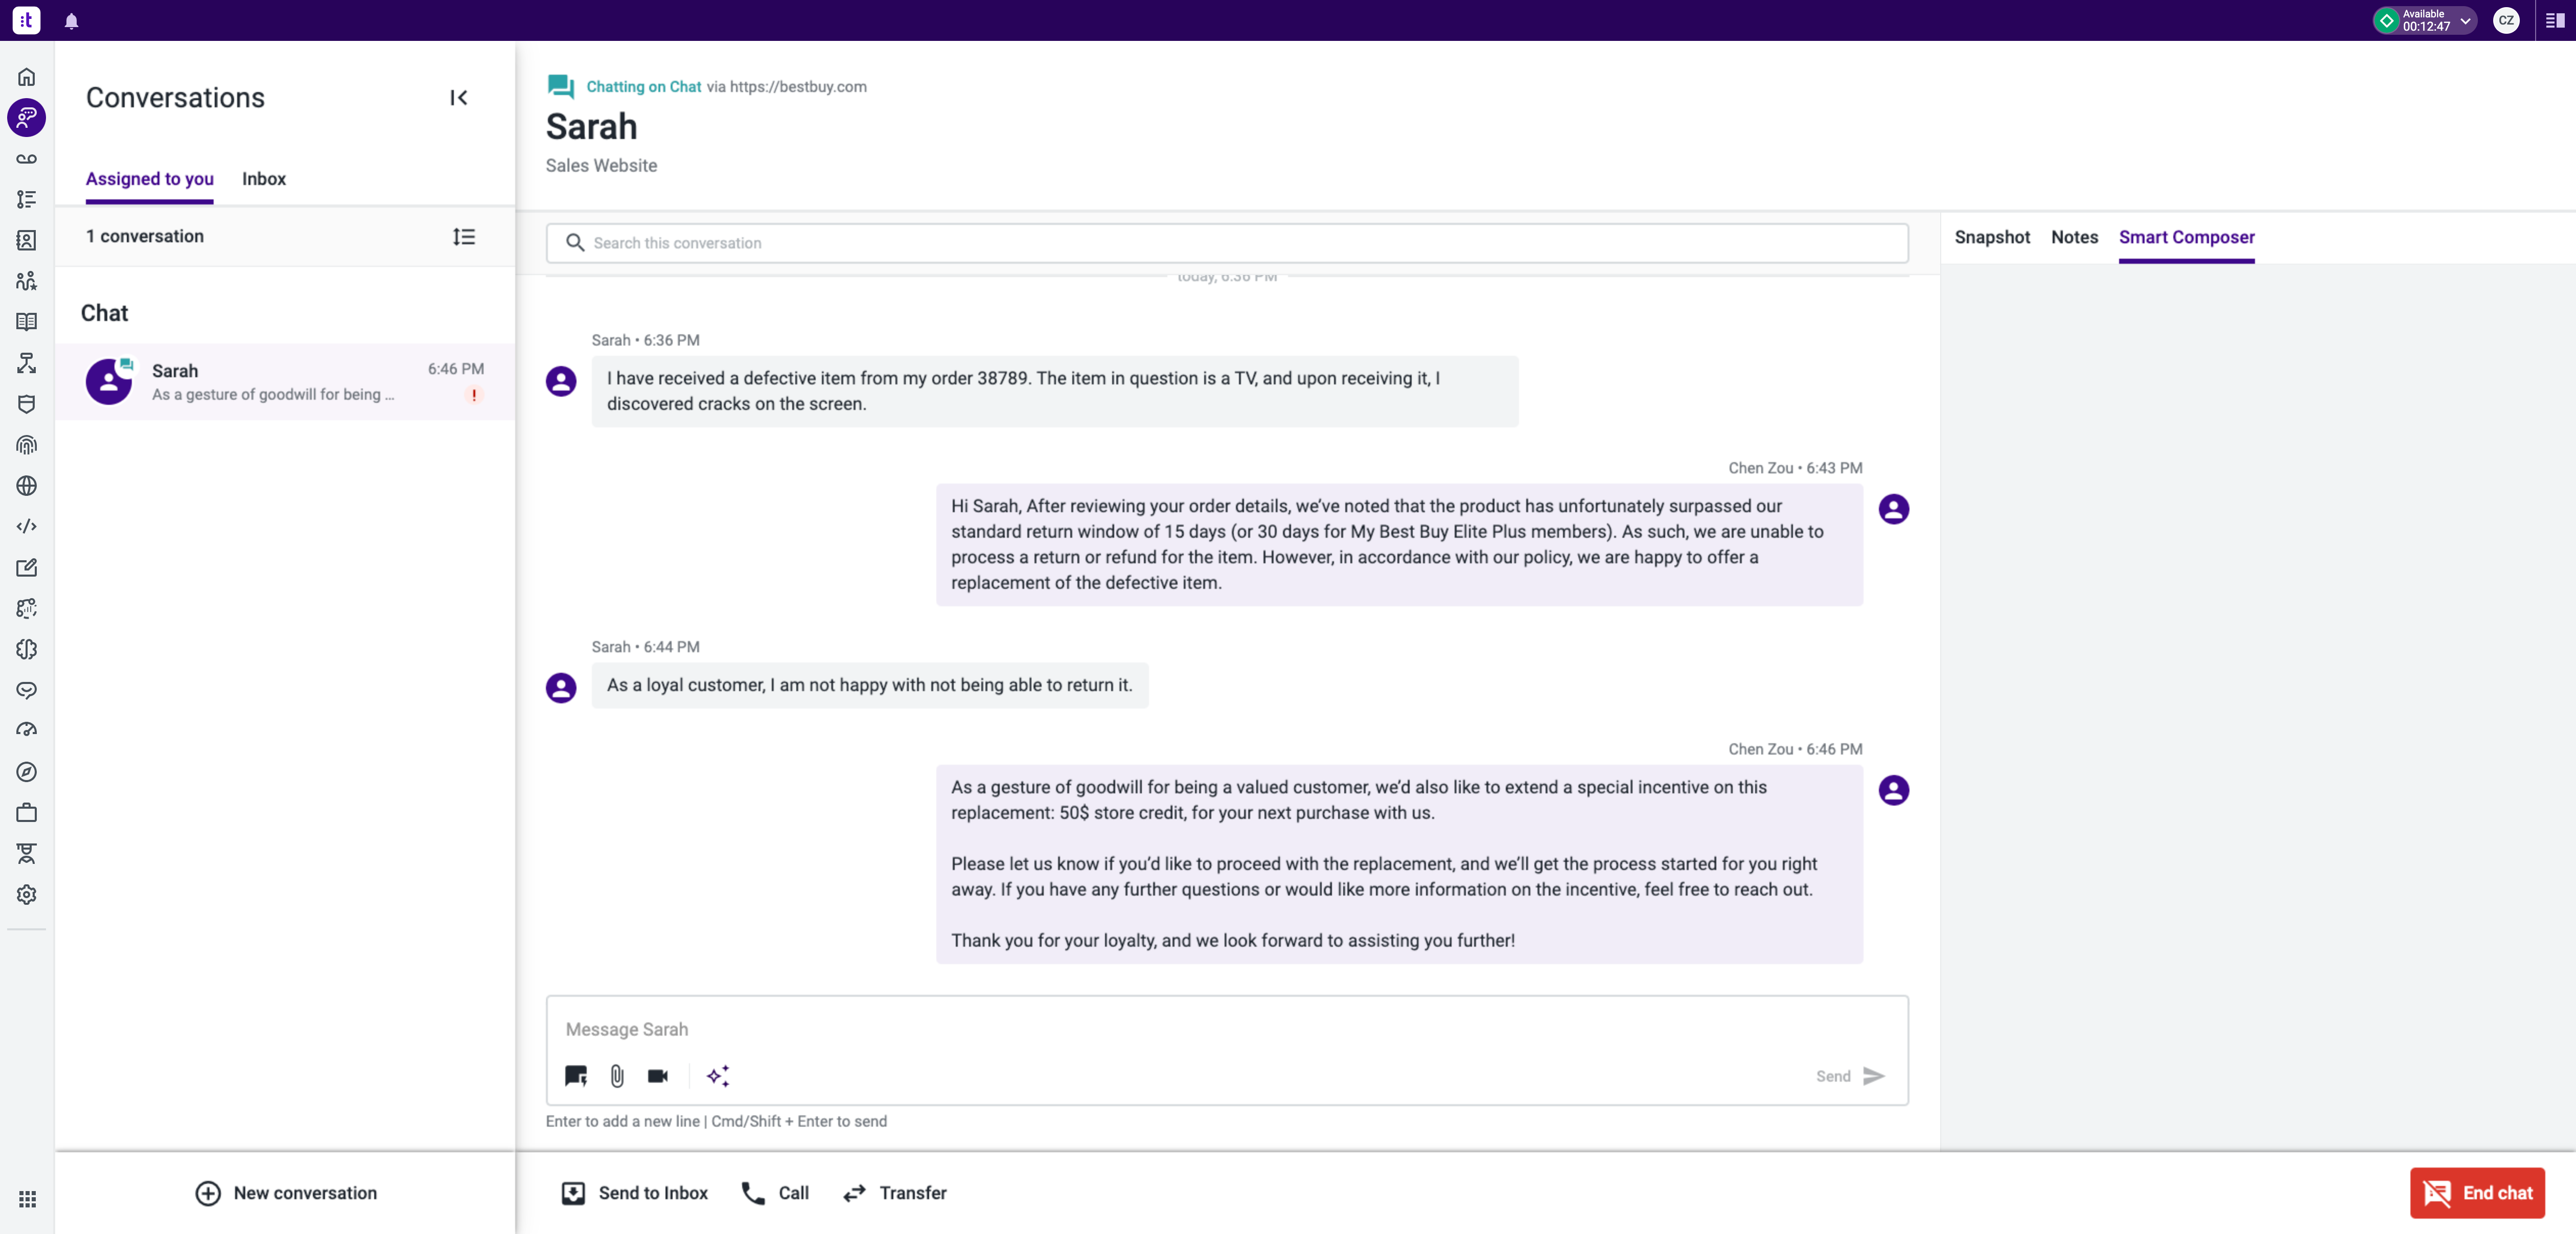 :t
Available
00:12:47
CZ
Conversations
Assigned to you
Inbox
1 conversation
Chat
Sarah
6:46 PM
As a gesture of goodwill for being ...
!
New conversation
Chatting on Chat via https://bestbuy.com
Sarah
Sales Website
Search this conversation
today, 6:36 PM
Sarah • 6:36 PM
I have received a defective item from my order 38789. The item in question is a TV, and upon receiving it, I
discovered cracks on the screen.
Chen Zou • 6:43 PM
Hi Sarah, After reviewing your order details, we’ve noted that the product has unfortunately surpassed our
standard return window of 15 days (or 30 days for My Best Buy Elite Plus members). As such, we are unable to
process a return or refund for the item. However, in accordance with our policy, we are happy to offer a
replacement of the defective item.
Sarah • 6:44 PM
As a loyal customer, I am not happy with not being able to return it.
Chen Zou • 6:46 PM
As a gesture of goodwill for being a valued customer, we’d also like to extend a special incentive on this
replacement: 50$ store credit, for your next purchase with us.
Please let us know if you’d like to proceed with the replacement, and we’ll get the process started for you right
away. If you have any further questions or would like more information on the incentive, feel free to reach out.
Thank you for your loyalty, and we look forward to assisting you further!
Message Sarah
Send
Enter to add a new line | Cmd/Shift + Enter to send
Send to Inbox
Call
Transfer
Snapshot
Notes
Smart Composer
End chat